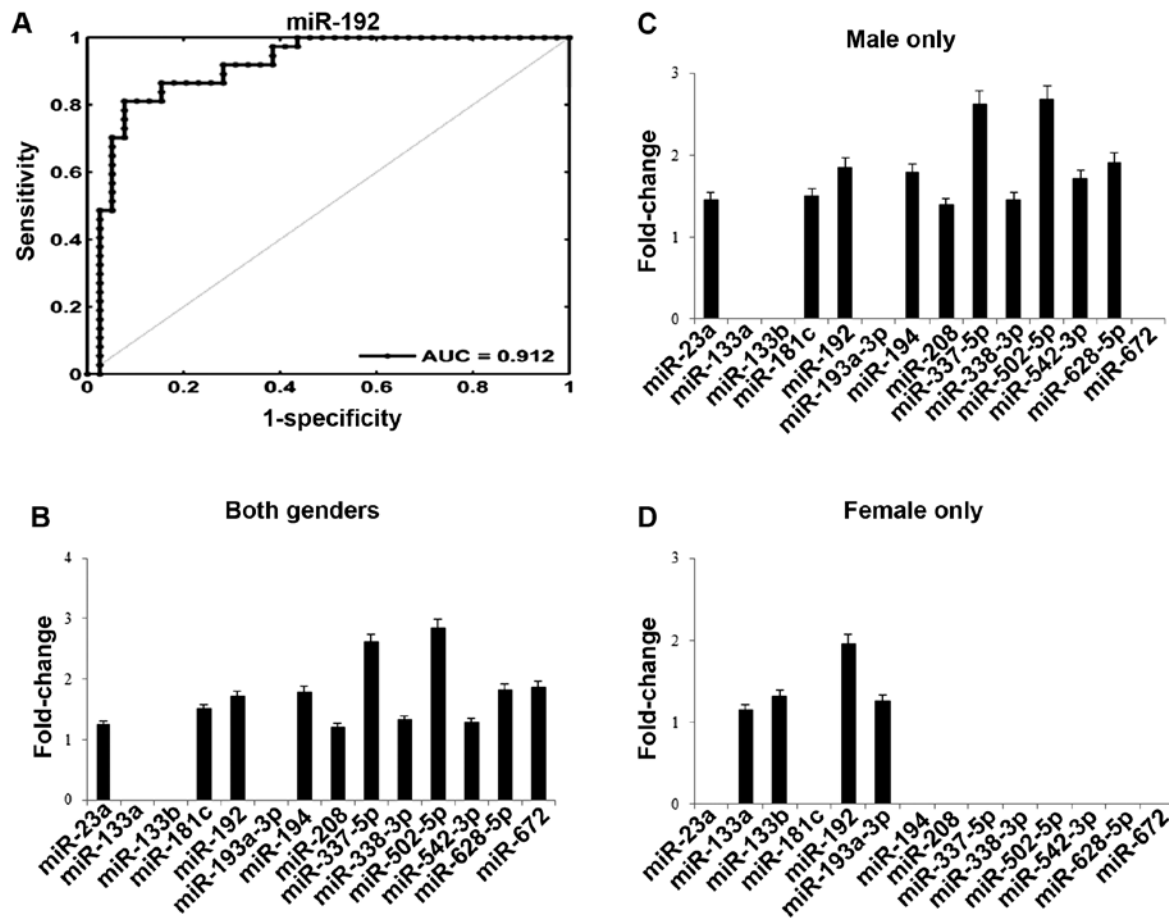 A
miR-192
Sensitivity
1
0.8
0.6
0.4
0.2
0
0
0.2
0.4
0.6
0.8
1
AUC = 0.912
1-specificity
B
Both genders
Fold-change
4
3
2
1
0
miR-23a
miR-133a
miR-133b
miR-181c
miR-192
miR-193a-3p
miR-194
miR-208
miR-337-5p
miR-338-3p
miR-502-5p
miR-542-3p
miR-628-5p
miR-672
C
Male only
Fold-change
3
2
1
0
miR-23a
miR-133a
miR-133b
miR-181c
miR-192
miR-193a-3p
miR-194
miR-208
miR-337-5p
miR-338-3p
miR-502-5p
miR-542-3p
miR-628-5p
miR-672
D
Female only
Fold-change
3
2
1
0
miR-23a
miR-133a
miR-133b
miR-181c
miR-192
miR-193a-3p
miR-194
miR-208
miR-337-5p
miR-338-3p
miR-502-5p
miR-542-3p
miR-628-5p
miR-672